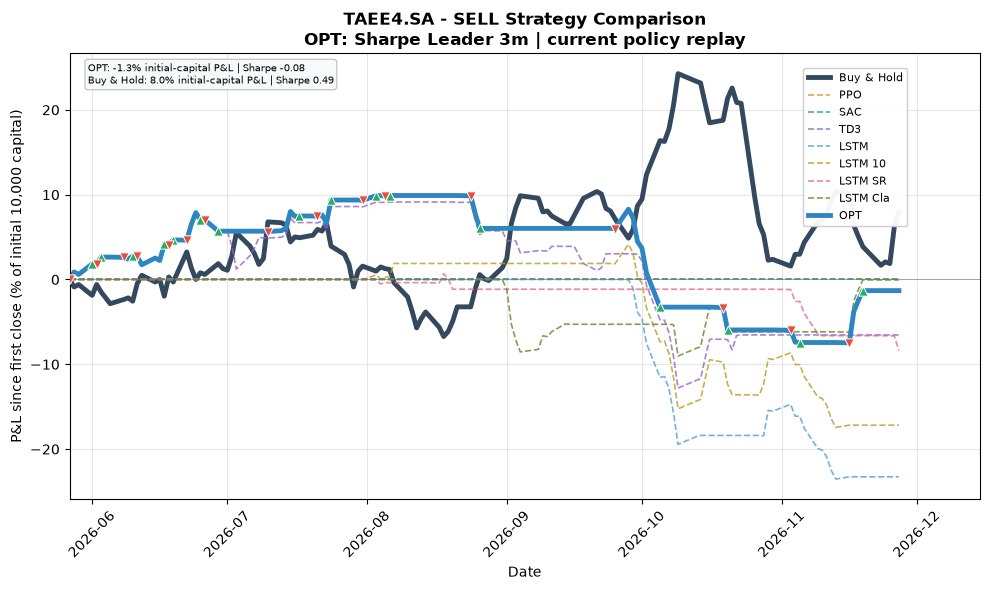 TAEE4.SA - SELL Strategy Comparison
OPT: Sharpe Leader 3m | current policy replay
OPT: -1.3% initial-capital P&L | Sharpe -0.08
Buy & Hold: 8.0% initial-capital P&L | Sharpe 0.49
Buy & Hold
PPO
SAC
TD3
LSTM
LSTM 10
LSTM SR
LSTM Cla
OPT
P&L since first close (% of initial 10,000 capital)
20
10
0
−10
−20
2026-06
2026-07
2026-08
2026-09
2026-10
2026-11
2026-12
Date